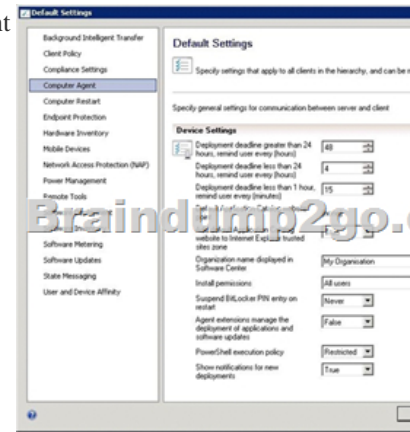 nt
Default Settings
Background Intelligent Transfer
Client Policy
Compliance Settings
Computer Agent
Computer Restart
Endpoint Protection
Hardware Inventory
Mobile Devices
Network Access Protection (NAP)
Power Management
Remote Tools
Software Metering
Software Updates
State Messaging
User and Device Affinity
Default Settings
Specify settings that apply to all clients in the hierarchy, and can be m
Specify general settings for communication between server and client
Device Settings
Deployment deadline greater than 24 hours, remind user every (hours)
48
Deployment deadline less than 24 hours, remind user every (hours)
4
Deployment deadline less than 1 hour, remind user every (minutes)
15
Braindump2go.c
website to Internet Explorer trusted sites zone
Organization name displayed in Software Center
My Organisation
Install permissions
All users
Suspend BitLocker PIN entry on restart
Never
Agent extensions manage the deployment of applications and software updates
False
PowerShell execution policy
Restricted
Show notifications for new deployments
True